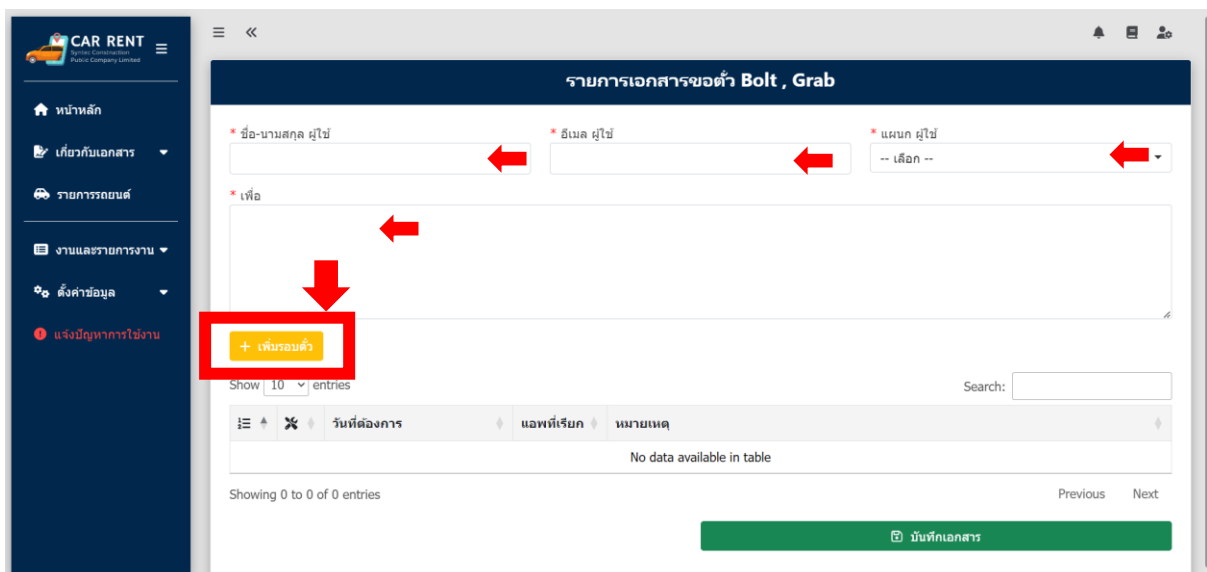 CAR RENT
Syntec Construction
Public Company Limited
หน้าหลัก
เกี่ยวกับเอกสาร
รายการรถยนต์
งานและรายการงาน
ตั้งค่าข้อมูล
แจ้งปัญหาการใช้งาน
รายการเอกสารขอตั๋ว Bolt , Grab
* ชื่อ-นามสกุล ผู้ใช้
* อีเมล ผู้ใช้
* แผนก ผู้ใช้
-- เลือก --
* เพื่อ
+ เพิ่มรอบตั๋ว
Show 10 entries
Search:
วันที่ต้องการ แอพที่เรียก หมายเหตุ
No data available in table
Showing 0 to 0 of 0 entries
Previous Next
บันทึกเอกสาร